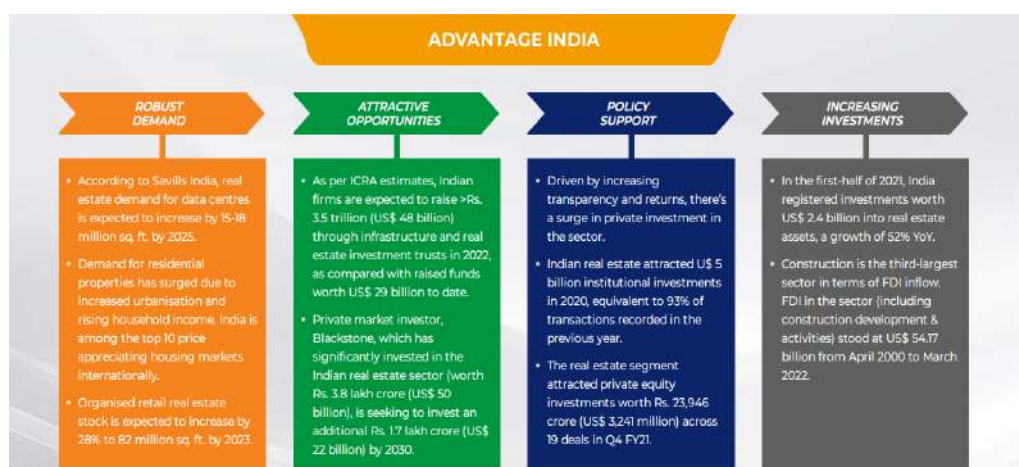 ADVANTAGE INDIA
ROBUST
DEMAND
• According to Savills India, real
estate demand for data centres
is expected to increase by 15-18
million sq. ft. by 2025.
• Demand for residential
properties has surged due to
increased urbanisation and
rising household income. India is
among the top 10 price
appreciating housing markets
internationally.
• Organised retail real estate
stock is expected to increase by
28% to 82 million sq. ft. by 2023.
ATTRACTIVE
OPPORTUNITIES
• As per ICRA estimates, Indian
firms are expected to raise >Rs.
3.5 trillion (US$ 48 billion)
through infrastructure and real
estate investment trusts in 2022,
as compared with raised funds
worth US$ 29 billion to date.
• Private market investor,
Blackstone, which has
significantly invested in the
Indian real estate sector (worth
Rs. 3.8 lakh crore (US$ 50
billion), is seeking to invest an
additional Rs. 1.7 lakh crore (US$
22 billion) by 2030.
POLICY
SUPPORT
• Driven by increasing
transparency and returns, there's
a surge in private investment in
the sector.
• Indian real estate attracted U$ 5
billion institutional investments
in 2020, equivalent to 93% of
transactions recorded in the
previous year.
• The real estate segment
attracted private equity
investments worth Rs. 23,946
crore (US$ 3,241 million) across
19 deals in Q4 FY21.
INCREASING
INVESTMENTS
• In the first-half of 2021, India
registered investments worth
US$ 2.4 billion into real estate
assets, a growth of 52% YoY.
• Construction is the third-largest
sector in terms of FDI inflow.
FDI in the sector (including
construction development &
activities) stood at US$ 54.17
billion from April 2000 to March
2022.